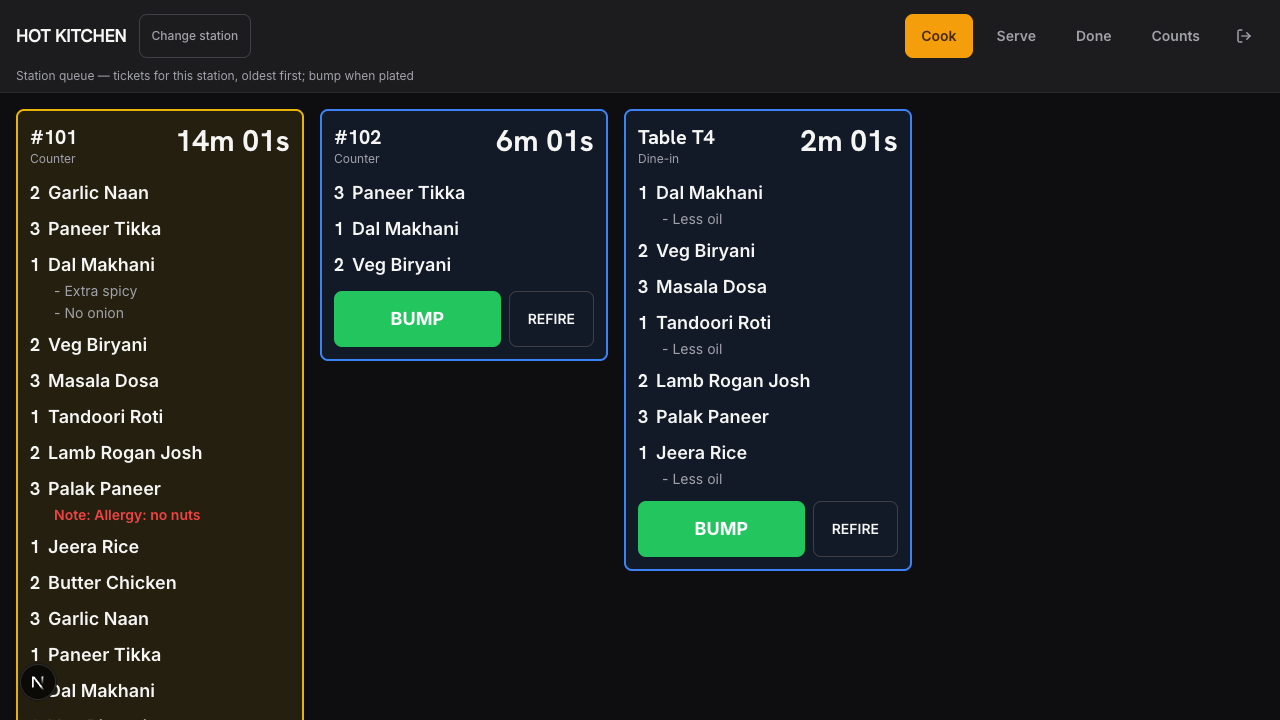 HOT KITCHEN
Change station
Cook
Serve
Done
Counts
Station queue — tickets for this station, oldest first; bump when plated
#101
14m 01s
Counter
2 Garlic Naan
3 Paneer Tikka
1 Dal Makhani
- Extra spicy
- No onion
2 Veg Biryani
3 Masala Dosa
1 Tandoori Roti
2 Lamb Rogan Josh
3 Palak Paneer
Note: Allergy: no nuts
1 Jeera Rice
2 Butter Chicken
3 Garlic Naan
1 Paneer Tikka
Dal Makhani
N
#102
6m 01s
Counter
3 Paneer Tikka
1 Dal Makhani
2 Veg Biryani
BUMP
REFIRE
Table T4
2m 01s
Dine-in
1 Dal Makhani
- Less oil
2 Veg Biryani
3 Masala Dosa
1 Tandoori Roti
- Less oil
2 Lamb Rogan Josh
3 Palak Paneer
1 Jeera Rice
- Less oil
BUMP
REFIRE